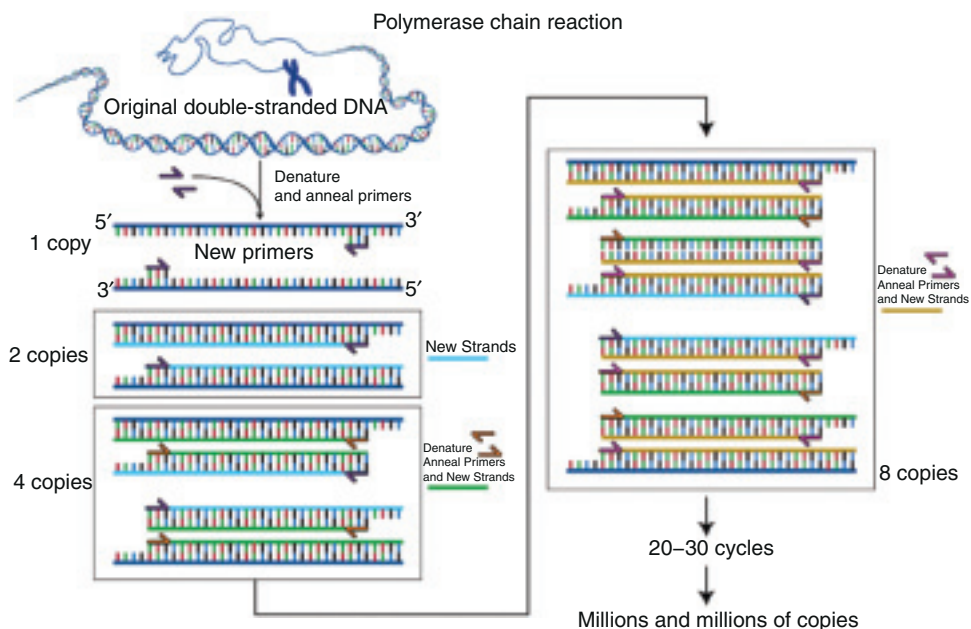 Polymerase chain reaction
Original double-stranded DNA
Denature
and anneal primers
5′ 3′
1 copy
New primers
3′ 5′
2 copies
New Strands
4 copies
Denature
Anneal Primers
and New Strands
Denature
Anneal Primers
and New Strands
8 copies
20–30 cycles
Millions and millions of copies